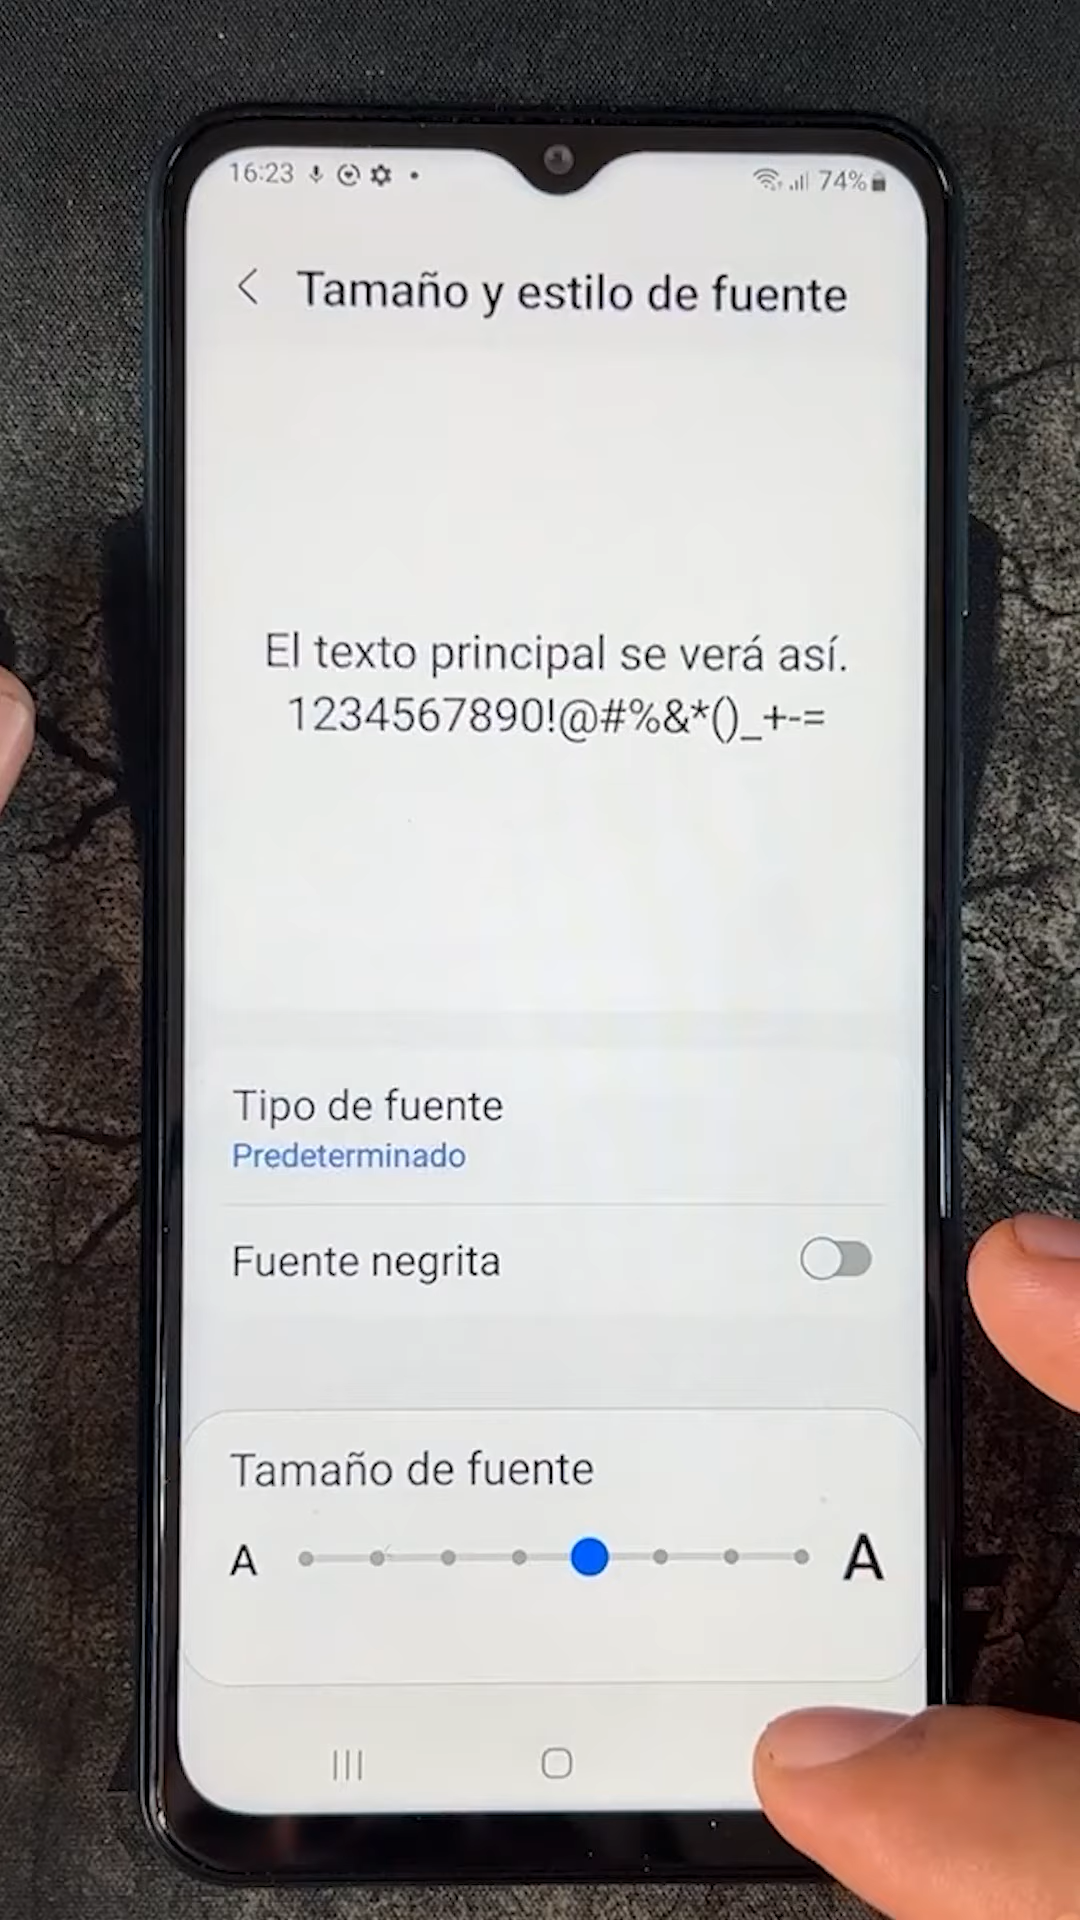 16:23 74%
Tamaño y estilo de fuente
El texto principal se verá así.
1234567890!@#%&*()_+-=
Tipo de fuente
Predeterminado
Fuente negrita
Tamaño de fuente
A A